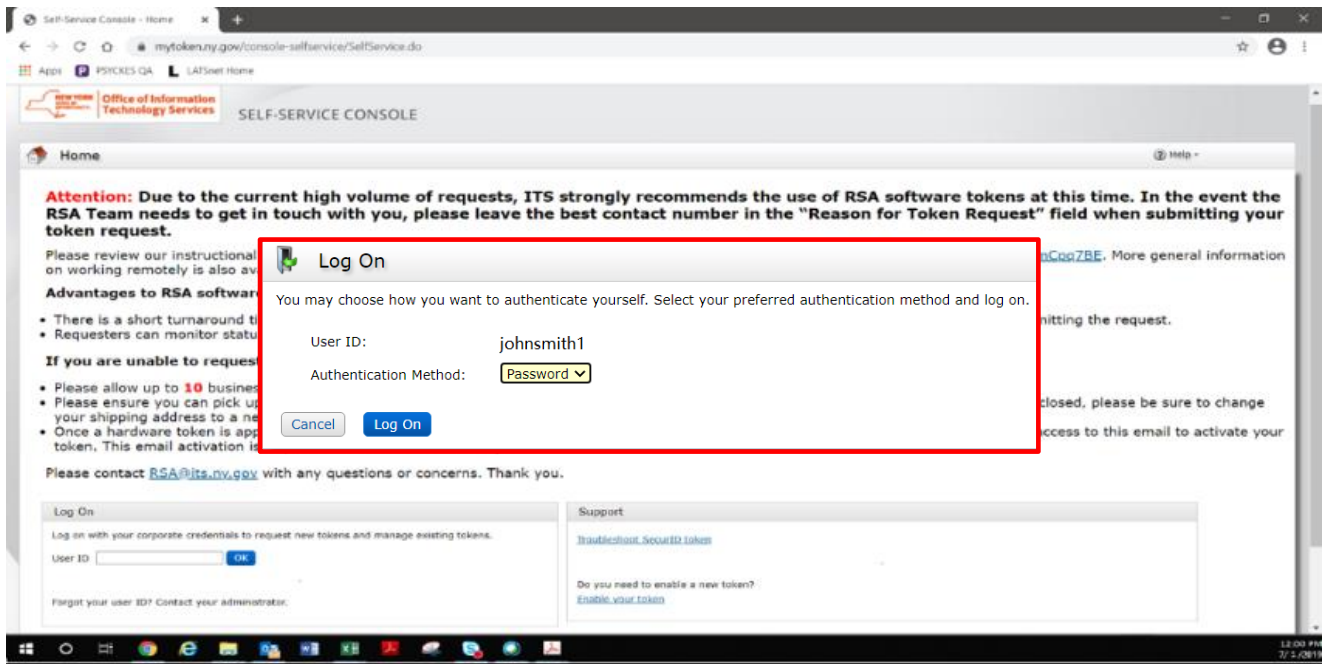 Self-Service Console - Home
mytoken.ny.gov/console-selfservice/SelfService.do
Apps PSYCKES QA LATSnet Home
NEW YORK
Office of Information
Technology Services
SELF-SERVICE CONSOLE
Home
Help
Attention: Due to the current high volume of requests, ITS strongly recommends the use of RSA software tokens at this time. In the event the
RSA Team needs to get in touch with you, please leave the best contact number in the “Reason for Token Request” field when submitting your
token request.
Please review our instructional nCpq7BE. More general information
on working remotely is also
Advantages to RSA
There is a short turnaround mitting the request.
Requesters can monitor
If you are unable to
Please allow up to 10
Please ensure you can pick closed, please be sure to change
your shipping address to a
Once a hardware token is access to this email to activate your
token. This email activation is
Log On
You may choose how you want to authenticate yourself. Select your preferred authentication method and log on.
User ID: johnsmith1
Authentication Method: Password
Cancel Log On
Please contact RSA@its.ny.gov with any questions or concerns. Thank you.
Log On
Log on with your corporate credentials to request new tokens and manage existing tokens.
User ID OK
Forgot your user ID? Contact your administrator.
Support
Troubleshoot SecurID token
Do you need to enable a new token?
Enable your token
12:00 PM